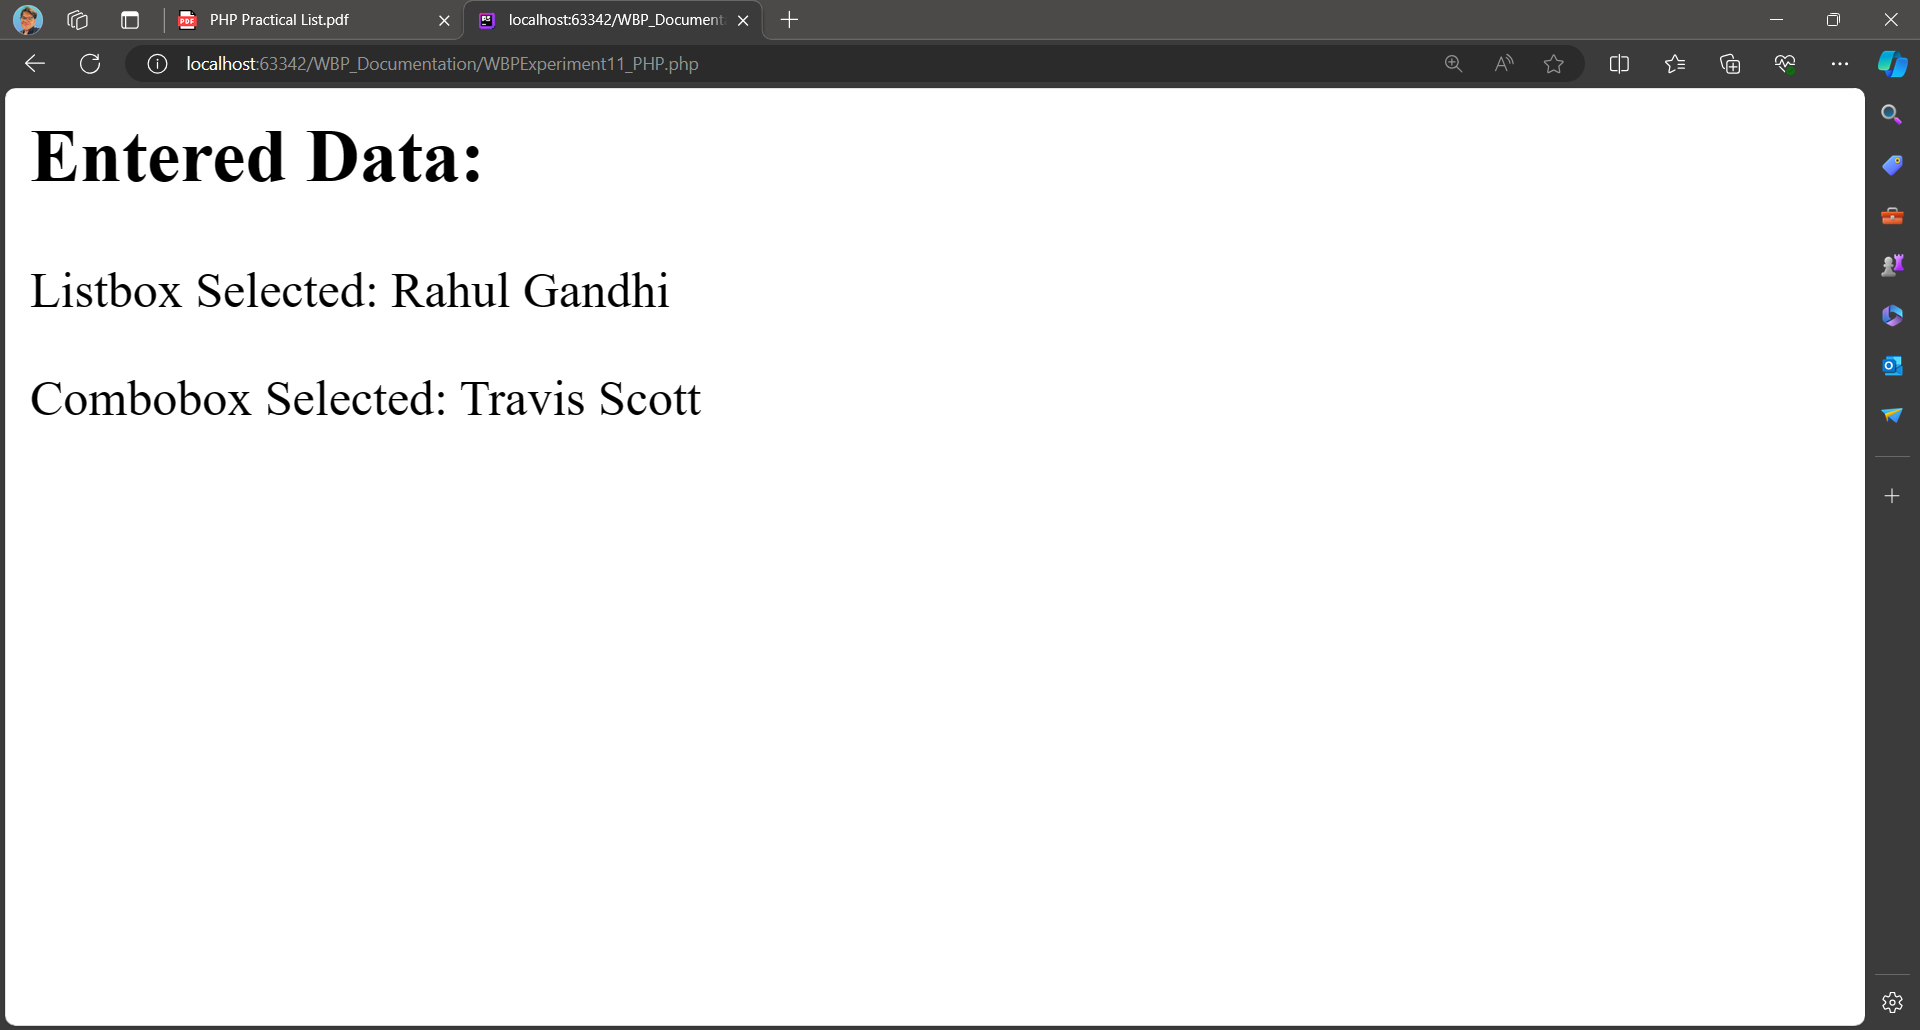 PHP Practical List.pdf
localhost:63342/WBP_Document
localhost:63342/WBP_Documentation/WBPExperiment11_PHP.php
Entered Data:
Listbox Selected: Rahul Gandhi
Combobox Selected: Travis Scott